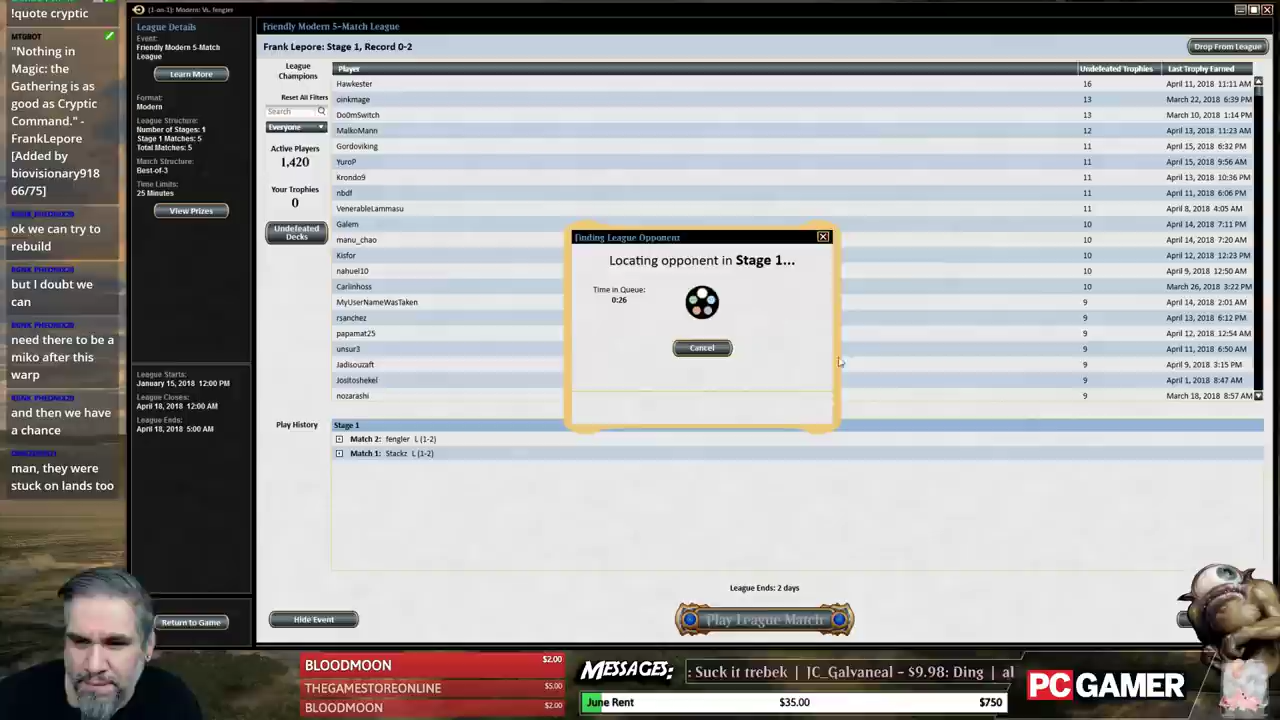 !quote cryptic
MTGBOT
"Nothing in
Magic: the
Gathering is as
good as Cryptic
Command." -
FrankLepore
[Added by
biovisionary918
66/75]
ok we can try to
rebuild
but I doubt we
can
need there to be a
miko after this
warp
and then we have
a chance
man, they were
stuck on lands too
(1-on-1) Modern: Vs. fengler
League Details
Event:
Friendly Modern 5-Match
League
Learn More
Format:
Modern
League Structure:
Number of Stages: 1
Stage 1 Matches: 5
Total Matches: 5
Match Structure:
Best-of-3
Time Limits:
25 Minutes
View Prizes
League Starts:
January 15, 2018 12:00 PM
League Closes:
April 18, 2018 12:00 AM
League Ends:
April 18, 2018 5:00 AM
Return to Game
Friendly Modern 5-Match League
Frank Lepore: Stage 1, Record 0-2
Drop From League
League
Champions
Reset All Filters
Search
Everyone
Active Players
1,420
Your Trophies
0
Undefeated
Decks
Player Undefeated Trophies Last Trophy Earned
Hawkester 16 April 11, 2018 11:11 AM
oinkmage 13 March 22, 2018 6:39 PM
Do0mSwitch 13 March 10, 2018 1:14 PM
MalkoMann 12 April 13, 2018 11:23 AM
Gordoviking 11 April 15, 2018 6:32 PM
YuroP 11 April 15, 2018 9:56 AM
Krondo9 11 April 13, 2018 10:36 PM
nbdf 11 April 11, 2018 6:06 PM
VenerableLammasu 11 April 8, 2018 4:05 AM
Galem 10 April 14, 2018 7:11 PM
manu_chao 10 April 14, 2018 7:20 AM
Kisfor 10 April 12, 2018 12:23 PM
nahuel10 10 April 9, 2018 12:50 AM
Carlinhoss 10 March 26, 2018 3:22 PM
MyUserNameWasTaken 9 April 14, 2018 2:01 AM
rsanchez 9 April 13, 2018 6:12 PM
papamat25 9 April 12, 2018 12:54 AM
unsur3 9 April 11, 2018 6:50 AM
Jadisouzaft 9 April 9, 2018 3:15 PM
Jositoshekel 9 April 1, 2018 8:47 AM
nozarashi 9 March 18, 2018 8:57 AM
Finding League Opponent
Locating opponent in Stage 1...
Time in Queue:
0:26
Cancel
Play History
Stage 1
Match 2: fengler L (1-2)
Match 1: Stackz L (1-2)
League Ends: 2 days
Hide Event
Play League Match
BLOODMOON $2.00
THEGAMESTOREONLINE $5.00
BLOODMOON $2.00
MESSAGES:
: Suck it trebek | JC_Galvaneal – $9.98: Ding | al
June Rent $35.00 $750
PC GAMER